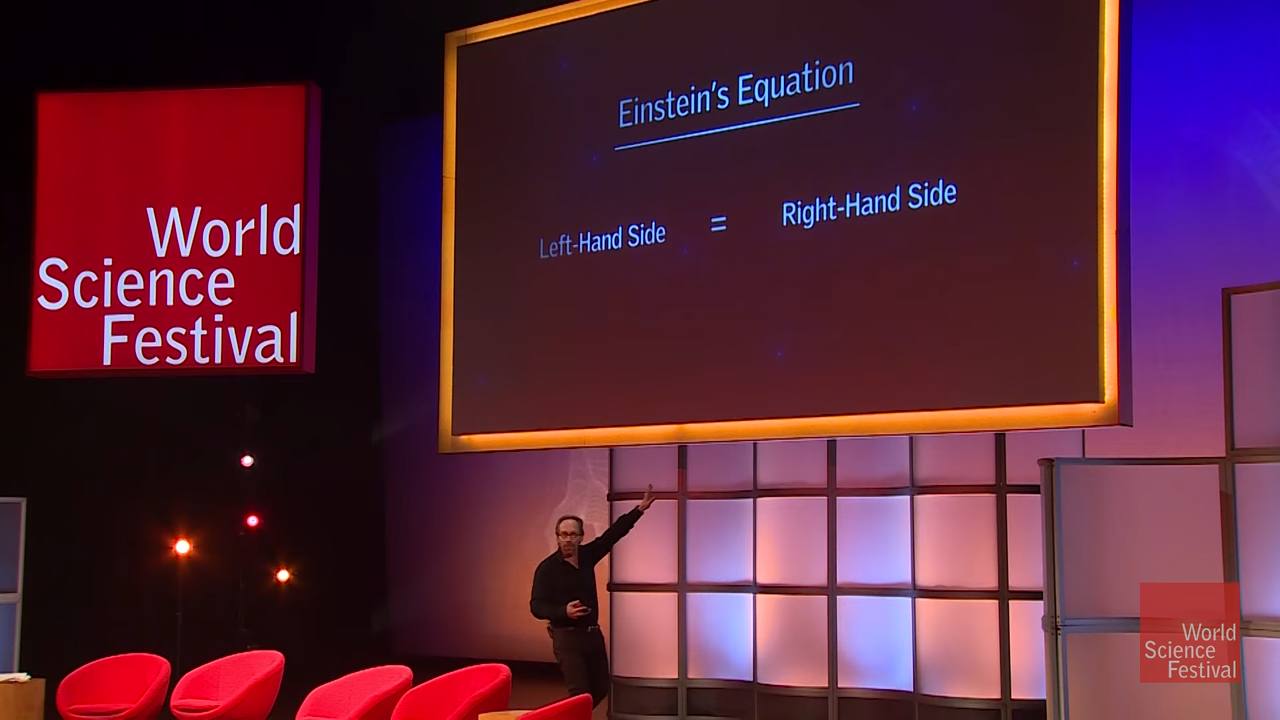 World
Science
Festival
Einstein's Equation
Left-Hand Side = Right-Hand Side
World
Science
Festival